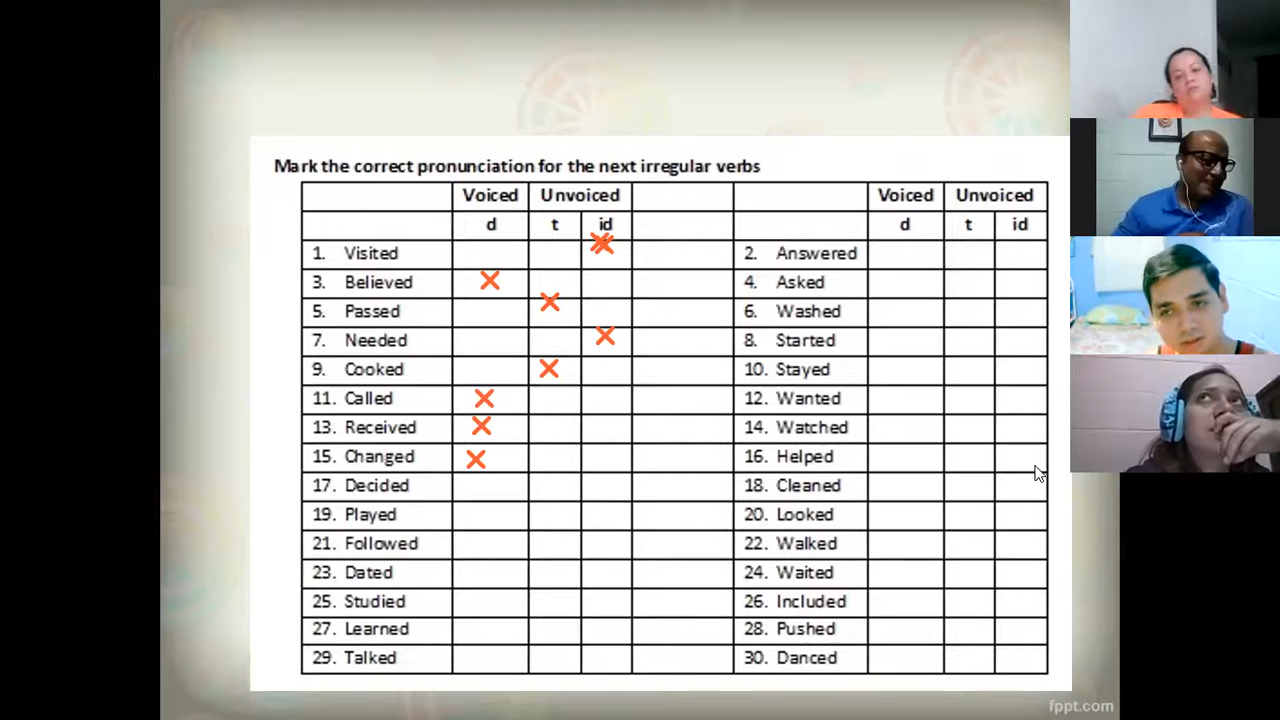 Mark the correct pronunciation for the next irregular verbs
Voiced Unvoiced Voiced Unvoiced
d t id d t id
1. Visited 2. Answered
3. Believed 4. Asked
5. Passed 6. Washed
7. Needed 8. Started
9. Cooked 10. Stayed
11. Called 12. Wanted
13. Received 14. Watched
15. Changed 16. Helped
17. Decided 18. Cleaned
19. Played 20. Looked
21. Followed 22. Walked
23. Dated 24. Waited
25. Studied 26. Included
27. Learned 28. Pushed
29. Talked 30. Danced
fppt.com